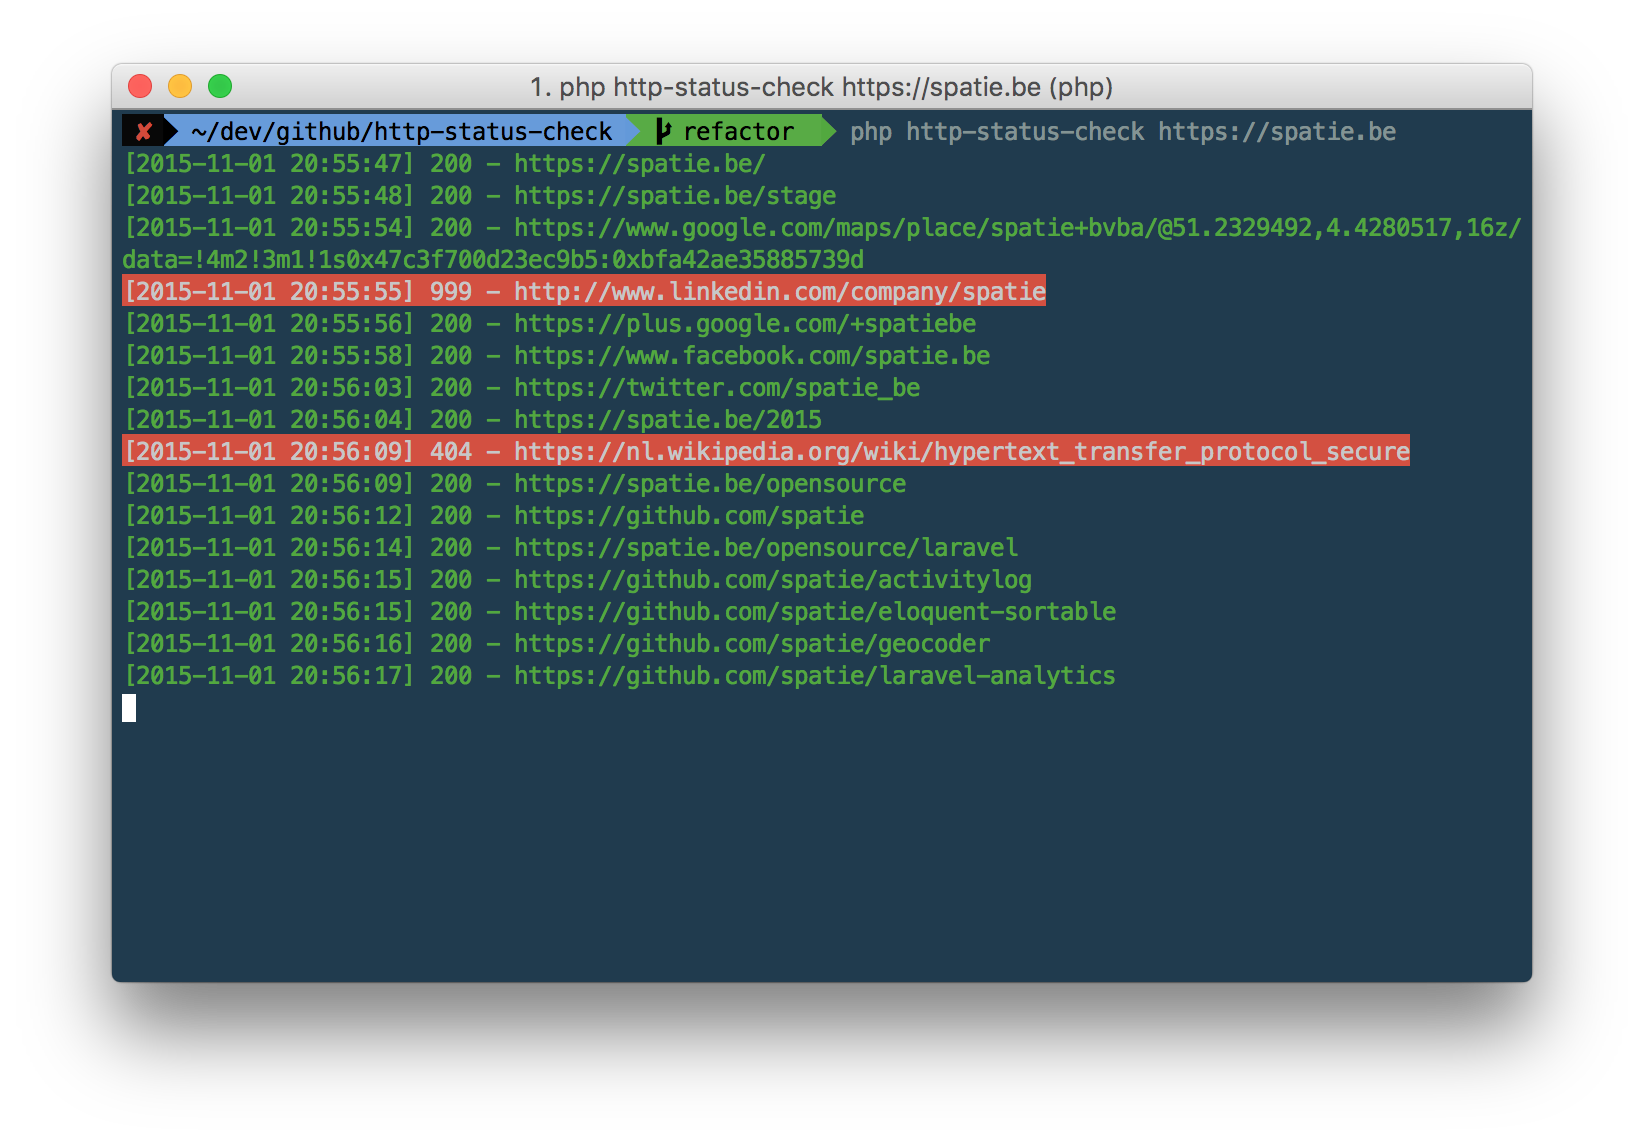 1. php http-status-check https://spatie.be (php)
✘ ~/dev/github/http-status-check refactor php http-status-check https://spatie.be
[2015-11-01 20:55:47] 200 – https://spatie.be/
[2015-11-01 20:55:48] 200 – https://spatie.be/stage
[2015-11-01 20:55:54] 200 – https://www.google.com/maps/place/spatie+bvba/@51.2329492,4.4280517,16z/
data=!4m2!3m1!1s0x47c3f700d23ec9b5:0xbfa42ae35885739d
[2015-11-01 20:55:55] 999 – http://www.linkedin.com/company/spatie
[2015-11-01 20:55:56] 200 – https://plus.google.com/+spatiebe
[2015-11-01 20:55:58] 200 – https://www.facebook.com/spatie.be
[2015-11-01 20:56:03] 200 – https://twitter.com/spatie_be
[2015-11-01 20:56:04] 200 – https://spatie.be/2015
[2015-11-01 20:56:09] 404 – https://nl.wikipedia.org/wiki/hypertext_transfer_protocol_secure
[2015-11-01 20:56:09] 200 – https://spatie.be/opensource
[2015-11-01 20:56:12] 200 – https://github.com/spatie
[2015-11-01 20:56:14] 200 – https://spatie.be/opensource/laravel
[2015-11-01 20:56:15] 200 – https://github.com/spatie/activitylog
[2015-11-01 20:56:15] 200 – https://github.com/spatie/eloquent-sortable
[2015-11-01 20:56:16] 200 – https://github.com/spatie/geocoder
[2015-11-01 20:56:17] 200 – https://github.com/spatie/laravel-analytics